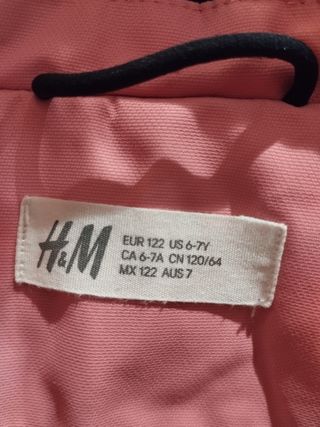 H&M
EUR 122 US 6-7Y
CA 6-7A CN 120/64
MX 122 AUS 7